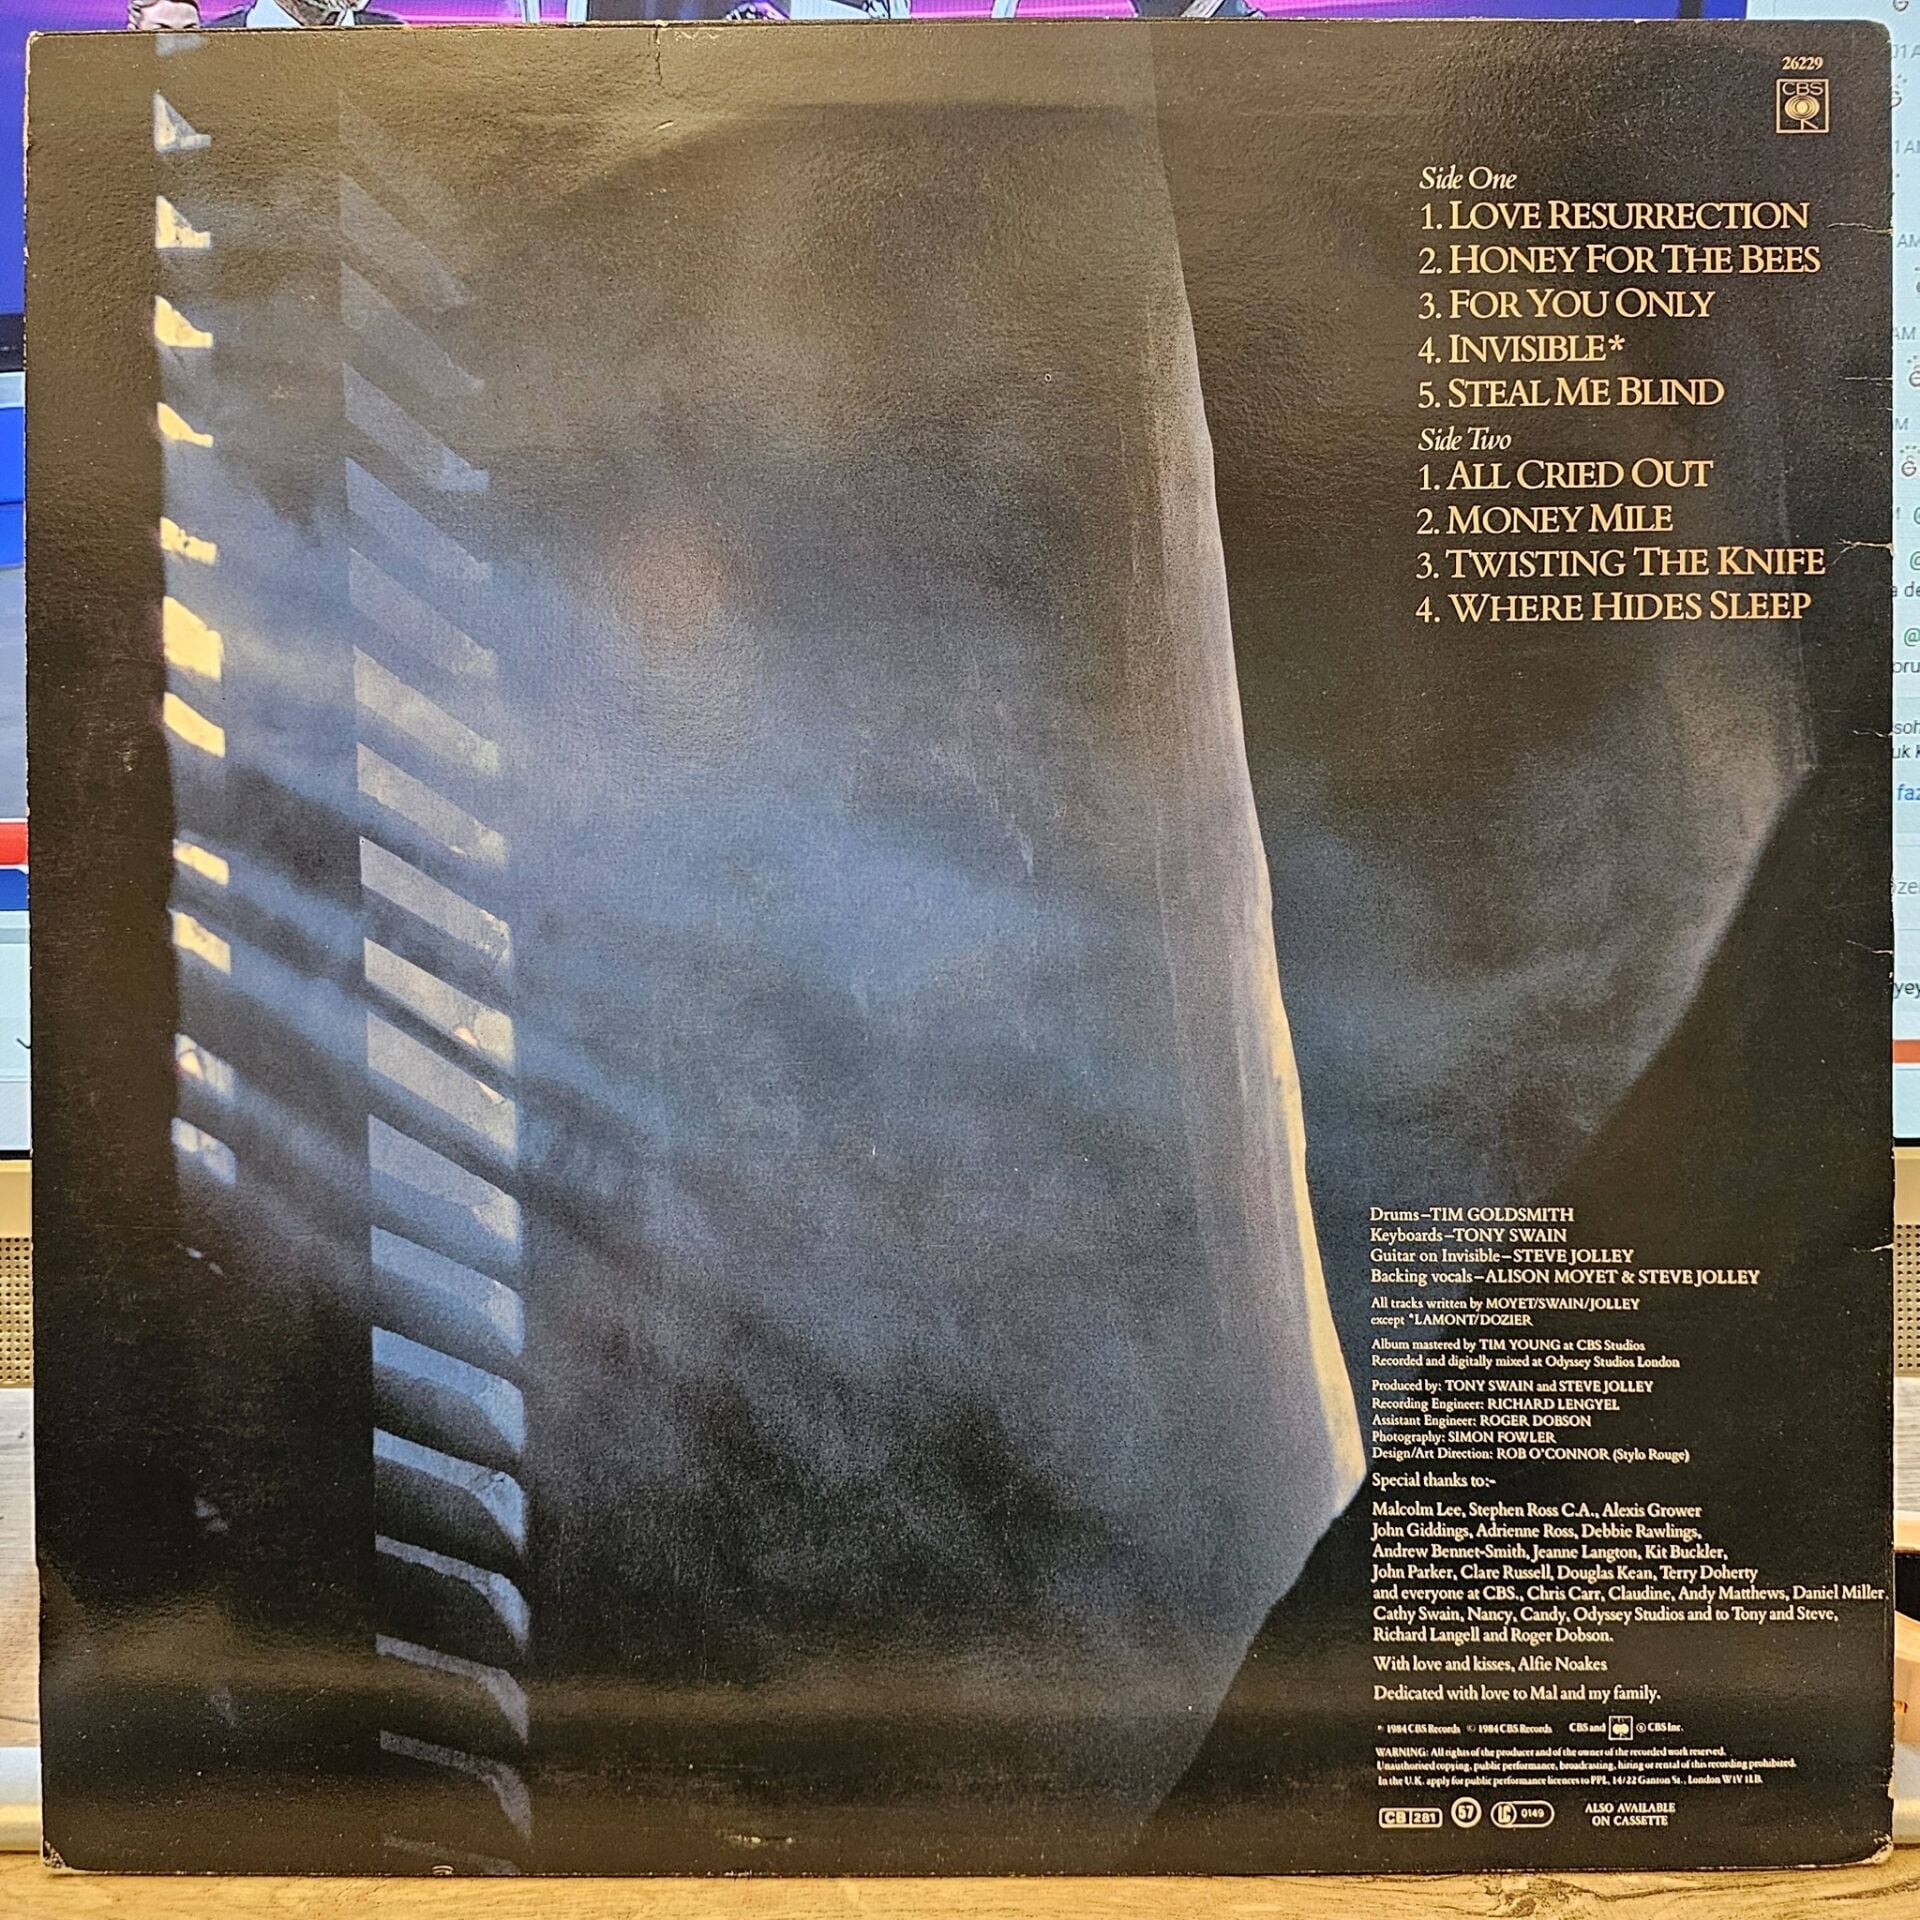 26229
CBS
Side One
1. LOVE RESURRECTION
2. HONEY FOR THE BEES
3. FOR YOU ONLY
4. INVISIBLE*
5. STEAL ME BLIND
Side Two
1. ALL CRIED OUT
2. MONEY MILE
3. TWISTING THE KNIFE
4. WHERE HIDES SLEEP
Drums–TIM GOLDSMITH
Keyboards–TONY SWAIN
Guitar on Invisible–STEVE JOLLEY
Backing vocals–ALISON MOYET & STEVE JOLLEY
All tracks written by MOYET/SWAIN/JOLLEY
except *LAMONT/DOZIER
Album mastered by TIM YOUNG at CBS Studios
Recorded and digitally mixed at Odyssey Studios London
Produced by: TONY SWAIN and STEVE JOLLEY
Recording Engineer: RICHARD LENGYEL
Assistant Engineer: ROGER DOBSON
Photography: SIMON FOWLER
Design/Art Direction: ROB O'CONNOR (Stylo Rouge)
Special thanks to:-
Malcolm Lee, Stephen Ross C.A., Alexis Grower
John Giddings, Adrienne Ross, Debbie Rawlings,
Andrew Bennet-Smith, Jeanne Langton, Kit Buckler,
John Parker, Clare Russell, Douglas Kean, Terry Doherty
and everyone at CBS., Chris Carr, Claudine, Andy Matthews, Daniel Miller,
Cathy Swain, Nancy, Candy, Odyssey Studios and to Tony and Steve,
Richard Langell and Roger Dobson.
With love and kisses, Alfie Noakes
Dedicated with love to Mal and my family.
℗ 1984 CBS Records © 1984 CBS Records CBS and ® CBS Inc.
WARNING: All rights of the producer and of the owner of the recorded work reserved.
Unauthorised copying, public performance, broadcasting, hiring or rental of this recording prohibited.
In the U.K. apply for public performance licences to PPL, 14/22 Ganton St., London W1V 1LB.
CB 281 57 LC 0149 ALSO AVAILABLE
ON CASSETTE